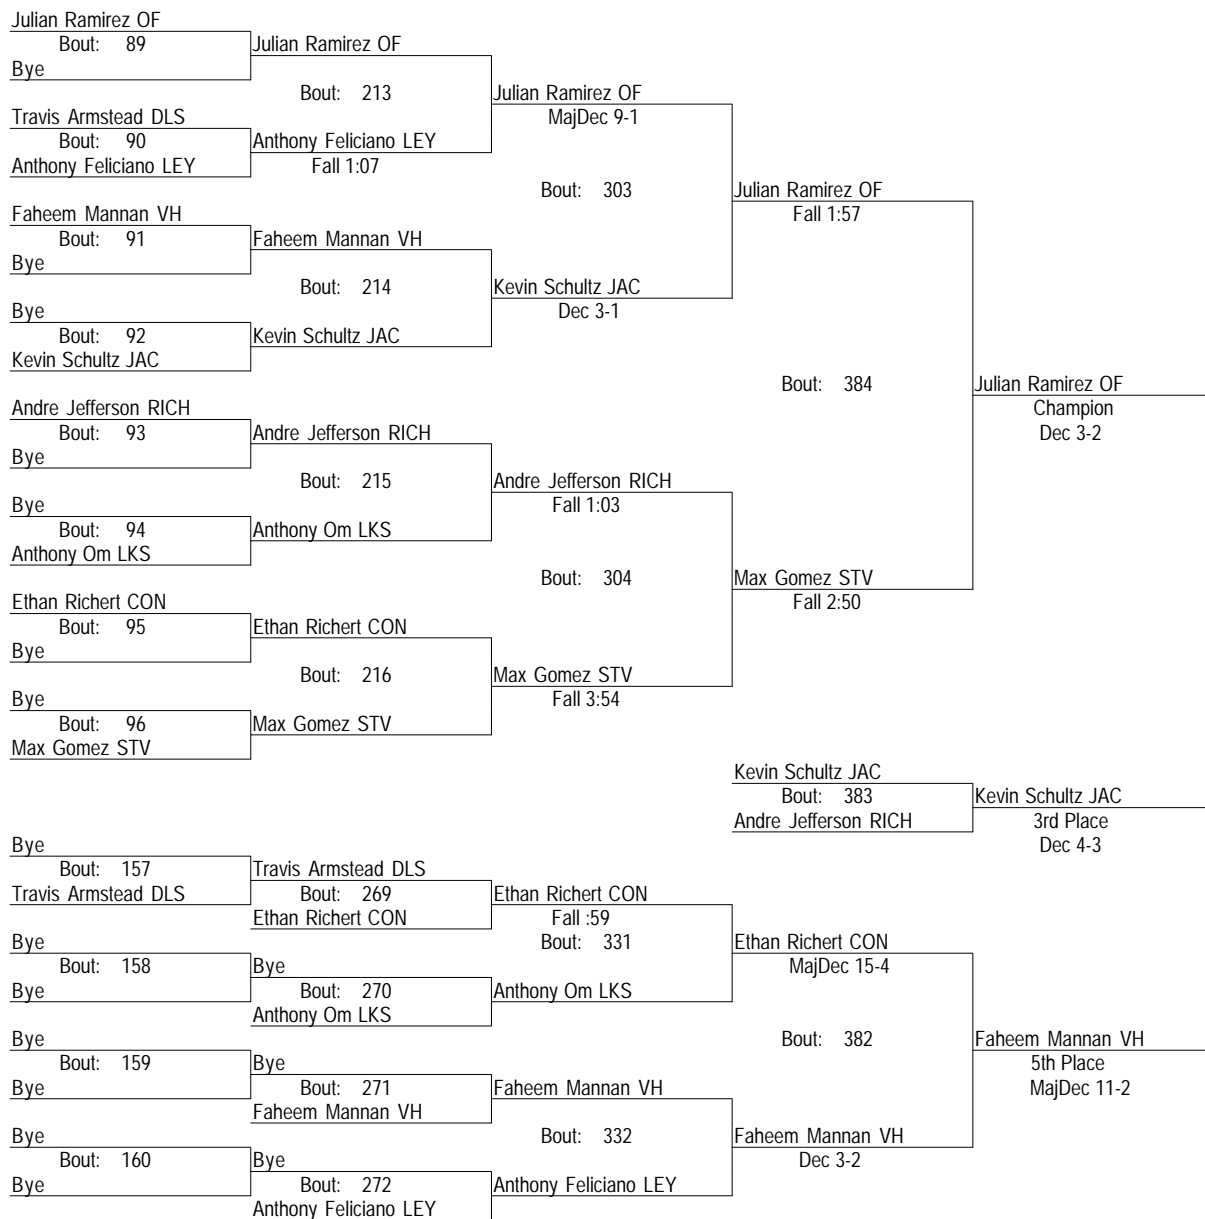 Julian Ramirez OF
Bout: 89
Bye
Julian Ramirez OF
Bout: 213
Travis Armstead DLS
Bout: 90
Anthony Feliciano LEY
Anthony Feliciano LEY
Fall 1:07
Julian Ramirez OF
MajDec 9-1
Bout: 303
Faheem Mannan VH
Bout: 91
Bye
Faheem Mannan VH
Bout: 214
Bye
Bout: 92
Kevin Schultz JAC
Kevin Schultz JAC
Kevin Schultz JAC
Dec 3-1
Julian Ramirez OF
Fall 1:57
Bout: 384
Andre Jefferson RICH
Bout: 93
Bye
Andre Jefferson RICH
Bout: 215
Bye
Bout: 94
Anthony Om LKS
Anthony Om LKS
Andre Jefferson RICH
Fall 1:03
Bout: 304
Ethan Richert CON
Bout: 95
Bye
Ethan Richert CON
Bout: 216
Bye
Bout: 96
Max Gomez STV
Max Gomez STV
Max Gomez STV
Fall 3:54
Max Gomez STV
Fall 2:50
Julian Ramirez OF
Champion
Dec 3-2
Kevin Schultz JAC
Bout: 383
Andre Jefferson RICH
Kevin Schultz JAC
3rd Place
Dec 4-3
Bye
Bout: 157
Travis Armstead DLS
Travis Armstead DLS
Bout: 269
Ethan Richert CON
Ethan Richert CON
Fall :59
Bout: 331
Bye
Bout: 158
Bye
Bye
Bout: 270
Anthony Om LKS
Anthony Om LKS
Ethan Richert CON
MajDec 15-4
Bout: 382
Bye
Bout: 159
Bye
Bye
Bout: 271
Faheem Mannan VH
Faheem Mannan VH
Bout: 332
Bye
Bout: 160
Bye
Bye
Bout: 272
Anthony Feliciano LEY
Anthony Feliciano LEY
Faheem Mannan VH
Dec 3-2
Faheem Mannan VH
5th Place
MajDec 11-2